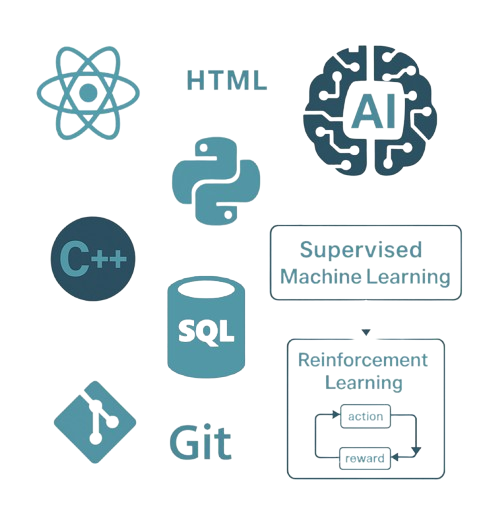 HTML
AI
C++
SQL
Supervised
Machine Learning
Reinforcement
Learning
action
reward
Git